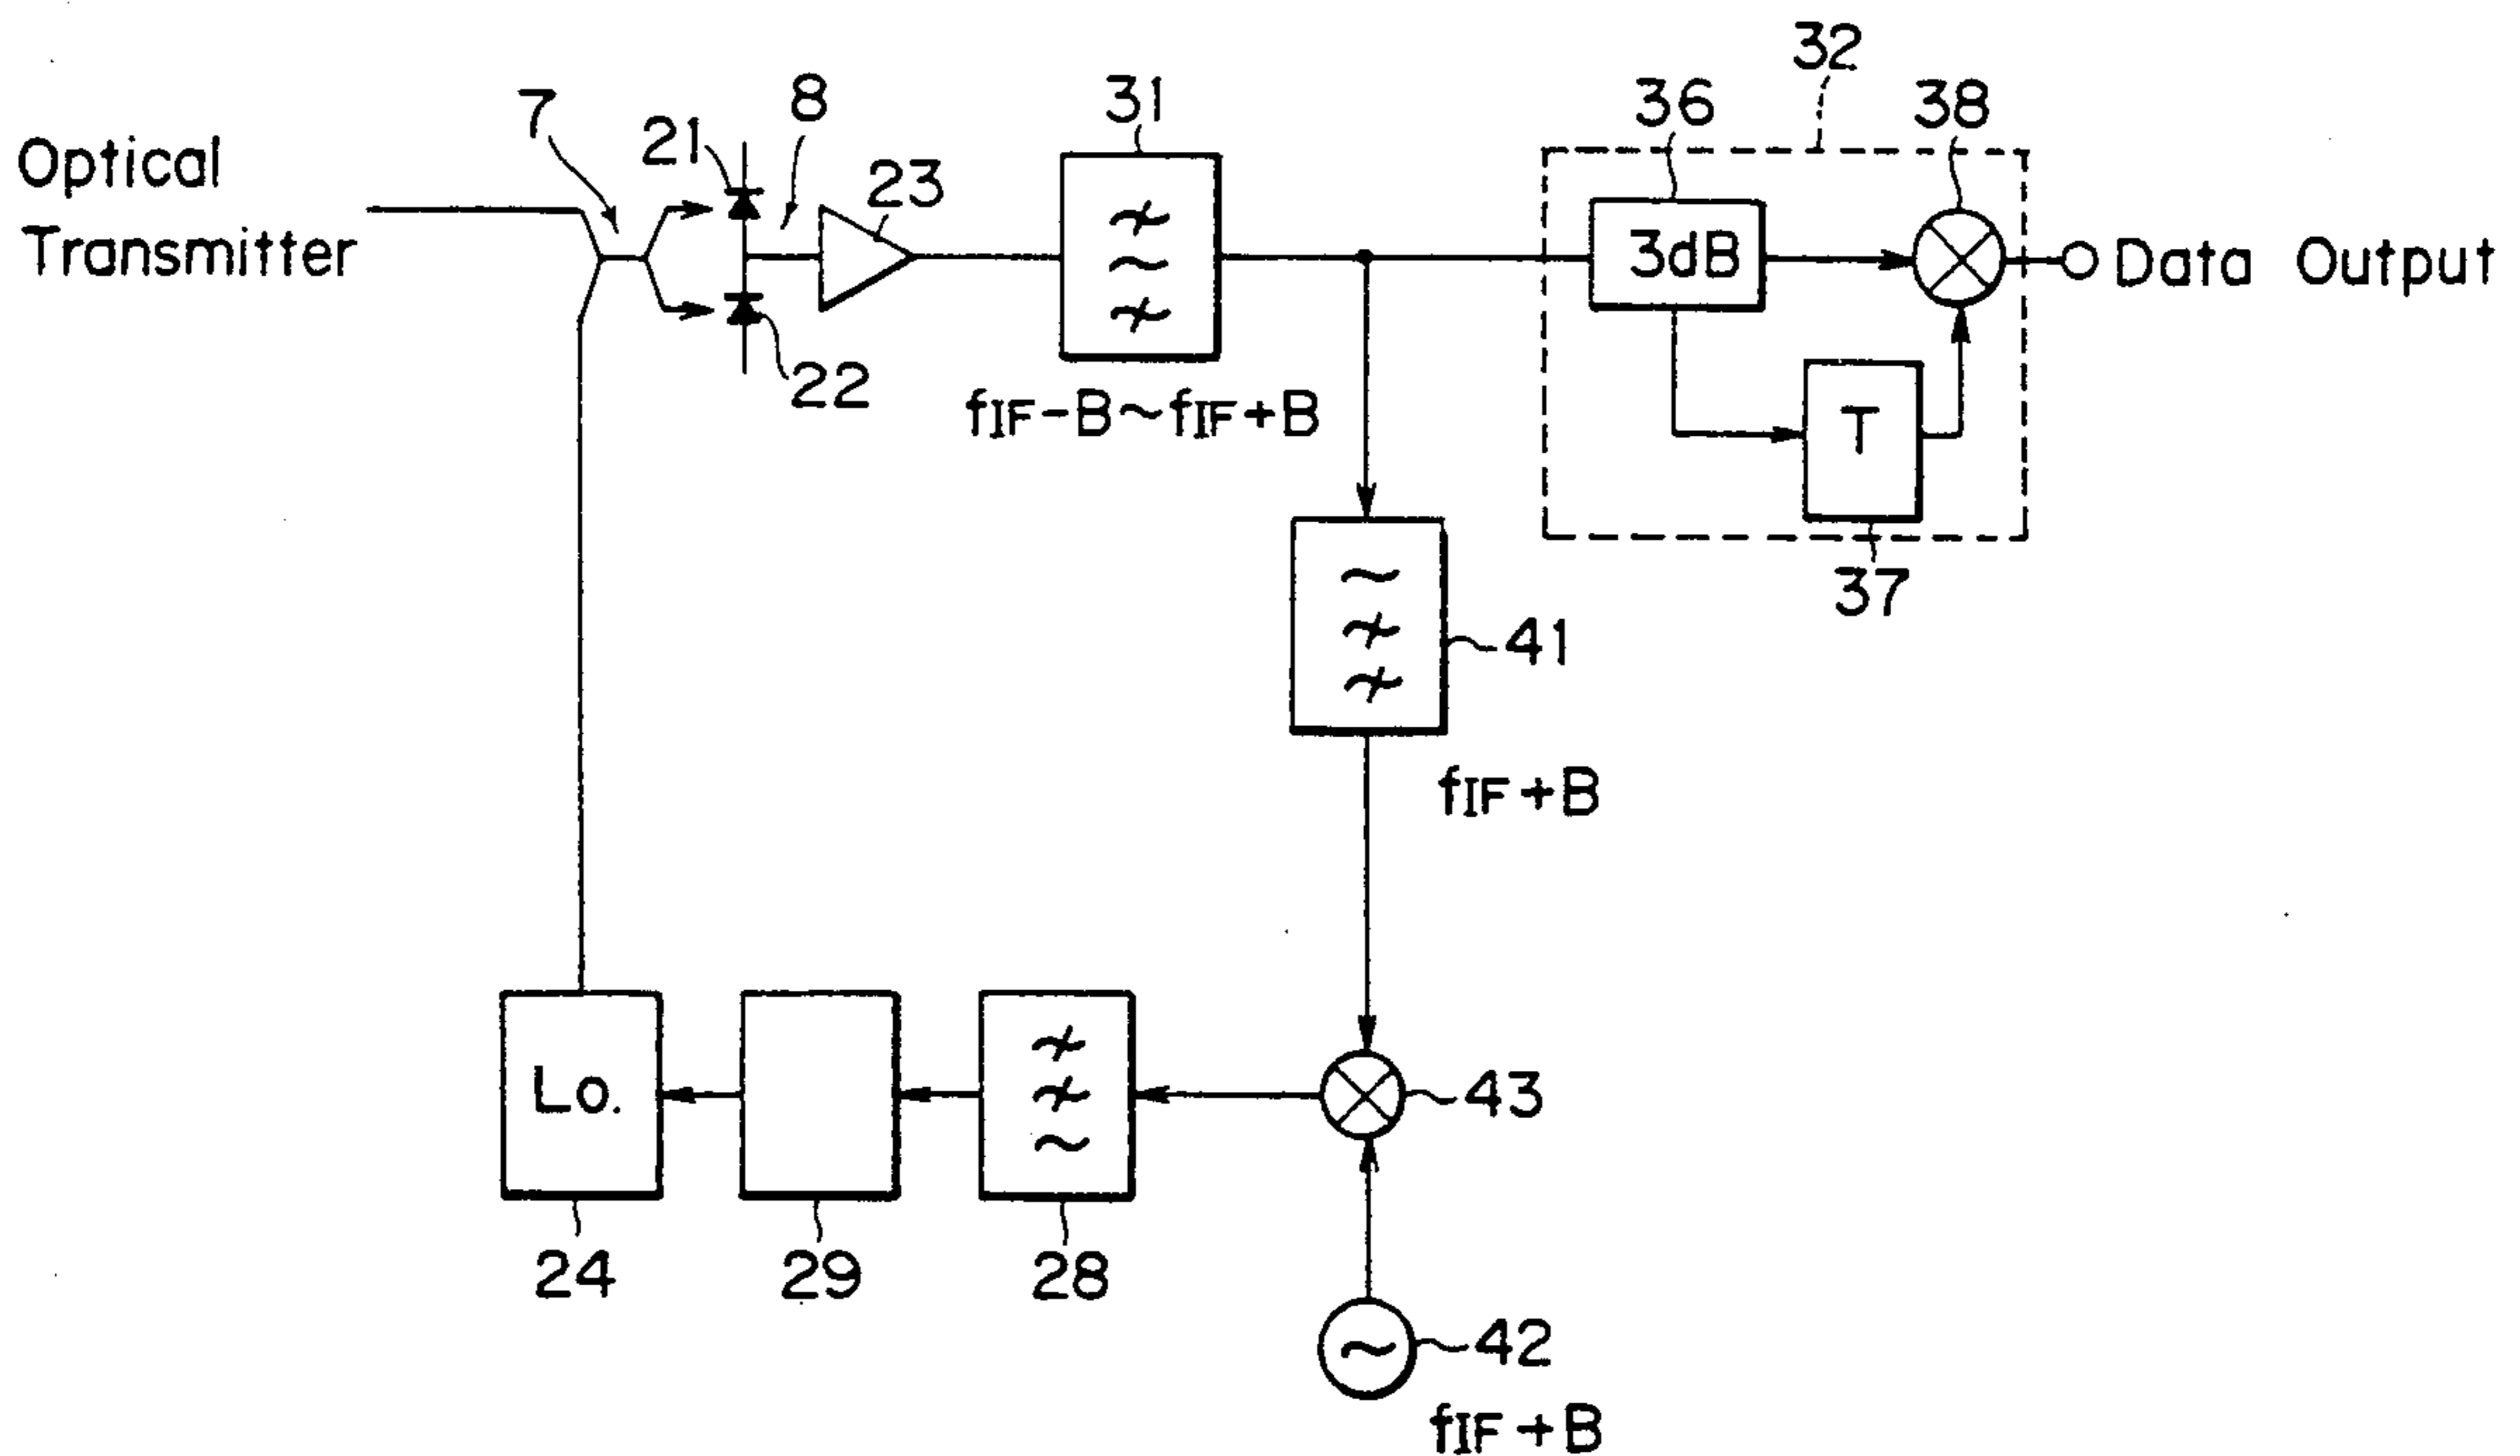 32
7
21
8
31
36
38
Optical
Transmitter
23
3dB
Data Output
22
fIF-B~fIF+B
T
37
41
fIF+B
Lo.
43
24
29
28
42
fIF+B